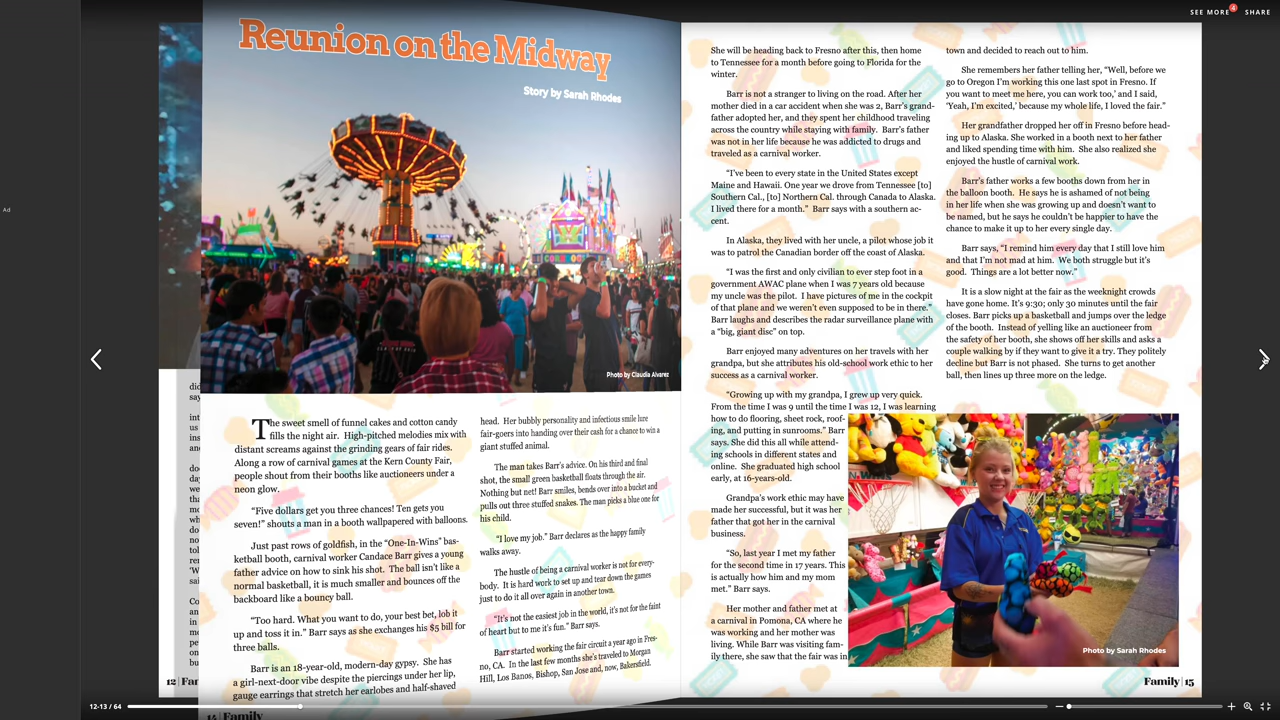 SEE MORE
4
SHARE
Ad
Reunion on the Midway
Story by Sarah Rhodes
Photo by Claudia Alvarez
The sweet smell of funnel cakes and cotton candy
fills the night air. High-pitched melodies mix with
distant screams against the grinding gears of fair rides.
Along a row of carnival games at the Kern County Fair,
people shout from their booths like auctioneers under a
neon glow.
“Five dollars get you three chances! Ten gets you
seven!” shouts a man in a booth wallpapered with balloons.
Just past rows of goldfish, in the “One-In-Wins” bas-
ketball booth, carnival worker Candace Barr gives a young
father advice on how to sink his shot. The ball isn’t like a
normal basketball, it is much smaller and bounces off the
backboard like a bouncy ball.
“Too hard. What you want to do, your best bet, lob it
up and toss it in.” Barr says as she exchanges his $5 bill for
three balls.
Barr is an 18-year-old, modern-day gypsy. She has
a girl-next-door vibe despite the piercings under her lip,
gauge earrings that stretch her earlobes and half-shaved
head. Her bubbly personality and infectious smile lure
fair-goers into handing over their cash for a chance to win a
giant stuffed animal.
The man takes Barr’s advice. On his third and final
shot, the small green basketball floats through the air.
Nothing but net! Barr smiles, bends over into a bucket and
pulls out three stuffed snakes. The man picks a blue one for
his child.
“I love my job.” Barr declares as the happy family
walks away.
The hustle of being a carnival worker is not for every-
body. It is hard work to set up and tear down the games
just to do it all over again in another town.
“It’s not the easiest job in the world, it’s not for the faint
of heart but to me it’s fun.” Barr says.
Barr started working the fair circuit a year ago in Fres-
no, CA. In the last few months she’s traveled to Morgan
Hill, Los Banos, Bishop, San Jose and, now, Bakersfield.
She will be heading back to Fresno after this, then home
to Tennessee for a month before going to Florida for the
winter.
Barr is not a stranger to living on the road. After her
mother died in a car accident when she was 2, Barr’s grand-
father adopted her, and they spent her childhood traveling
across the country while staying with family. Barr’s father
was not in her life because he was addicted to drugs and
traveled as a carnival worker.
“I’ve been to every state in the United States except
Maine and Hawaii. One year we drove from Tennessee [to]
Southern Cal., [to] Northern Cal. through Canada to Alaska.
I lived there for a month.” Barr says with a southern ac-
cent.
In Alaska, they lived with her uncle, a pilot whose job it
was to patrol the Canadian border off the coast of Alaska.
“I was the first and only civilian to ever step foot in a
government AWAC plane when I was 7 years old because
my uncle was the pilot. I have pictures of me in the cockpit
of that plane and we weren’t even supposed to be in there.”
Barr laughs and describes the radar surveillance plane with
a “big, giant disc” on top.
Barr enjoyed many adventures on her travels with her
grandpa, but she attributes his old-school work ethic to her
success as a carnival worker.
“Growing up with my grandpa, I grew up very quick.
From the time I was 9 until the time I was 12, I was learning
how to do flooring, sheet rock, roof-
ing, and putting in sunrooms.” Barr
says. She did this all while attend-
ing schools in different states and
online. She graduated high school
early, at 16-years-old.
Grandpa’s work ethic may have
made her successful, but it was her
father that got her in the carnival
business.
“So, last year I met my father
for the second time in 17 years. This
is actually how him and my mom
met.” Barr says.
Her mother and father met at
a carnival in Pomona, CA where he
was working and her mother was
living. While Barr was visiting fam-
ily there, she saw that the fair was in
town and decided to reach out to him.
She remembers her father telling her, “Well, before we
go to Oregon I’m working this one last spot in Fresno. If
you want to meet me here, you can work too,’ and I said,
‘Yeah, I’m excited,’ because my whole life, I loved the fair.”
Her grandfather dropped her off in Fresno before head-
ing up to Alaska. She worked in a booth next to her father
and liked spending time with him. She also realized she
enjoyed the hustle of carnival work.
Barr’s father works a few booths down from her in
the balloon booth. He says he is ashamed of not being
in her life when she was growing up and doesn’t want to
be named, but he says he couldn’t be happier to have the
chance to make it up to her every single day.
Barr says, “I remind him every day that I still love him
and that I’m not mad at him. We both struggle but it’s
good. Things are a lot better now.”
It is a slow night at the fair as the weeknight crowds
have gone home. It’s 9:30; only 30 minutes until the fair
closes. Barr picks up a basketball and jumps over the ledge
of the booth. Instead of yelling like an auctioneer from
the safety of her booth, she shows off her skills and asks a
couple walking by if they want to give it a try. They politely
decline but Barr is not phased. She turns to get another
ball, then lines up three more on the ledge.
Photo by Sarah Rhodes
Family | 15
12 | Fam
14 | Family
12-13 / 64